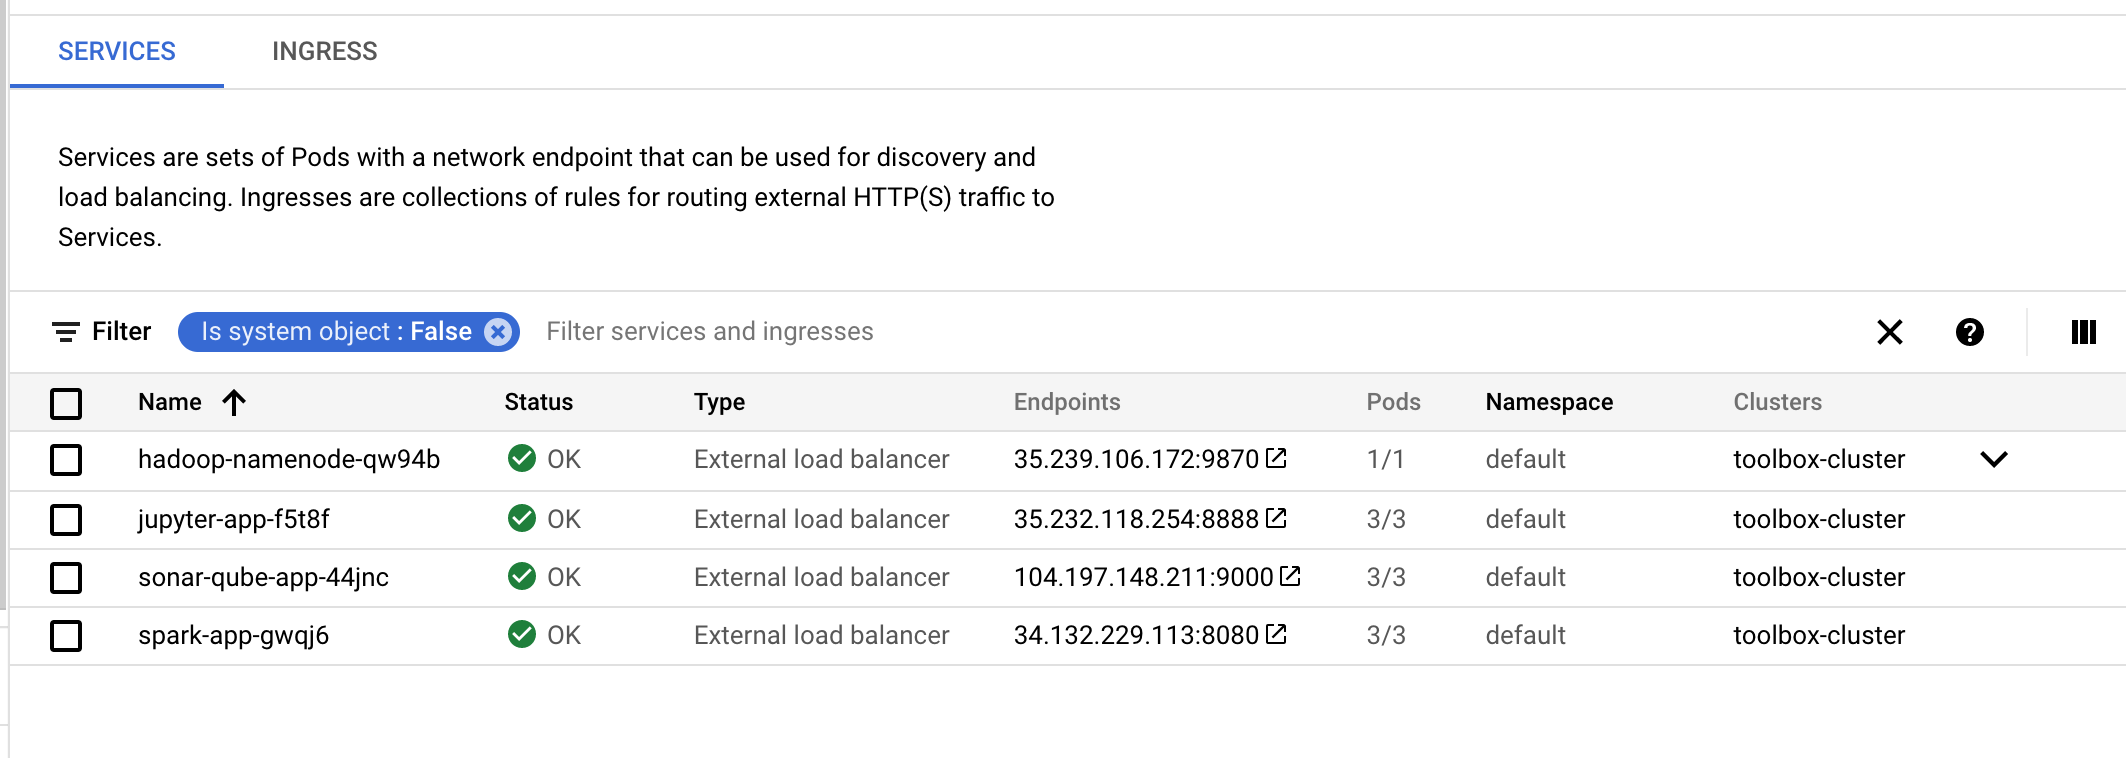 SERVICES INGRESS
Services are sets of Pods with a network endpoint that can be used for discovery and
load balancing. Ingresses are collections of rules for routing external HTTP(S) traffic to
Services.
Filter Is system object : False Filter services and ingresses
Name Status Type Endpoints Pods Namespace Clusters
hadoop-namenode-qw94b OK External load balancer 35.239.106.172:9870 1/1 default toolbox-cluster
jupyter-app-f5t8f OK External load balancer 35.232.118.254:8888 3/3 default toolbox-cluster
sonar-qube-app-44jnc OK External load balancer 104.197.148.211:9000 3/3 default toolbox-cluster
spark-app-gwqj6 OK External load balancer 34.132.229.113:8080 3/3 default toolbox-cluster